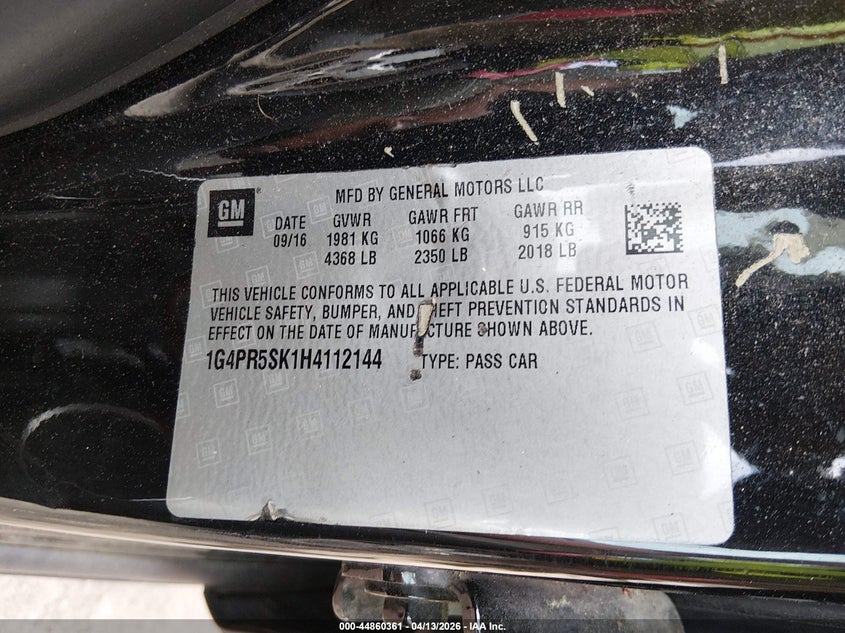 GM
MFD BY GENERAL MOTORS LLC
DATE GVWR GAWR FRT GAWR RR
09/16 1981 KG 1066 KG 915 KG
4368 LB 2350 LB 2018 LB
THIS VEHICLE CONFORMS TO ALL APPLICABLE U.S. FEDERAL MOTOR
VEHICLE SAFETY, BUMPER, AND THEFT PREVENTION STANDARDS IN
EFFECT ON THE DATE OF MANUFACTURE SHOWN ABOVE.
1G4PR5SK1H4112144 TYPE: PASS CAR
000-44860361 - 04/13/2026 - IAA Inc.